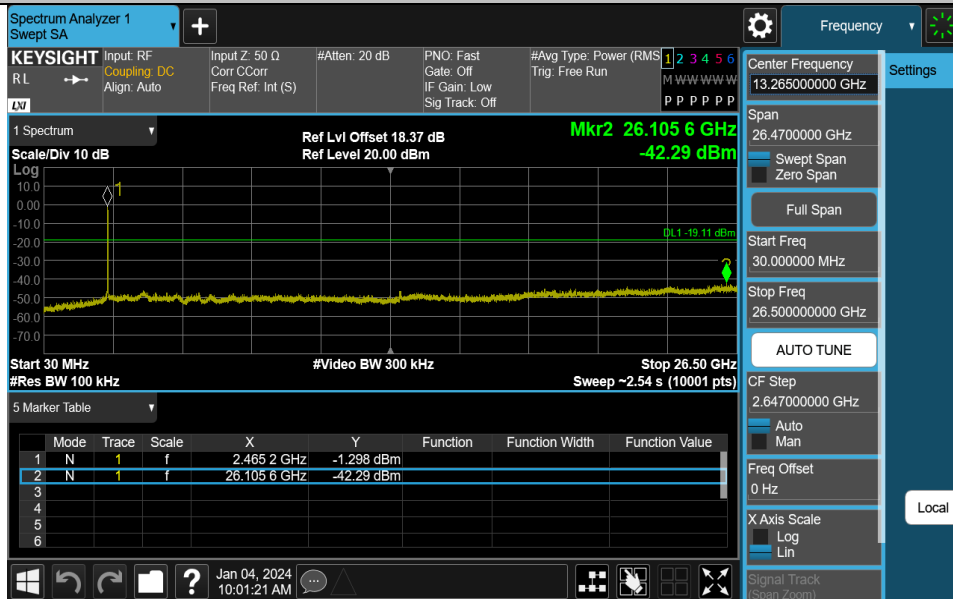 Spectrum Analyzer 1
Swept SA
+
Frequency
KEYSIGHT
RL
LXI
Input: RF
Coupling: DC
Align: Auto
Input Z: 50 Ω
Corr CCorr
Freq Ref: Int (S)
#Atten: 20 dB
PNO: Fast
Gate: Off
IF Gain: Low
Sig Track: Off
#Avg Type: Power (RMS
Trig: Free Run
1 2 3 4 5 6
M W W W W W
P P P P P P
1 Spectrum
Scale/Div 10 dB
Ref Lvl Offset 18.37 dB
Ref Level 20.00 dBm
Mkr2 26.105 6 GHz
-42.29 dBm
Log
10.0
0.00
-10.0
-20.0
-30.0
-40.0
-50.0
-60.0
-70.0
1
DL1 -19.11 dBm
2
Start 30 MHz
#Video BW 300 kHz
Stop 26.50 GHz
#Res BW 100 kHz
Sweep ~2.54 s (10001 pts)
5 Marker Table
Mode Trace Scale X Y Function Function Width Function Value
1 N 1 f 2.465 2 GHz -1.298 dBm
2 N 1 f 26.105 6 GHz -42.29 dBm
3
4
5
6
?
Jan 04, 2024
10:01:21 AM
Center Frequency
13.265000000 GHz
Settings
Span
26.4700000 GHz
Swept Span
Zero Span
Full Span
Start Freq
30.000000 MHz
Stop Freq
26.500000000 GHz
AUTO TUNE
CF Step
2.647000000 GHz
Auto
Man
Freq Offset
0 Hz
Local
X Axis Scale
Log
Lin
Signal Track
(Span Zoom)